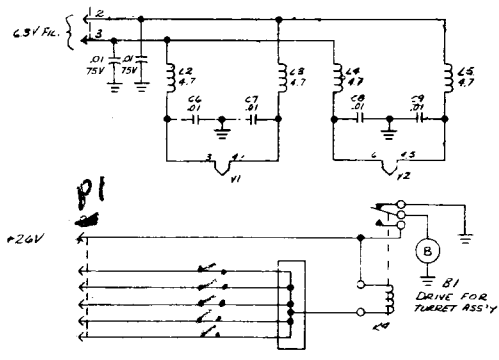 2
6.3V FIL.
3
.01
75V
.01
75V
L2
4.7
L3
4.7
L4
4.7
L5
4.7
C6
.01
C7
.01
C8
.01
C9
.01
3
4
V1
6
4.5
V2
P1
+26V
B
B1
DRIVE FOR
TURRET ASS'Y
K4